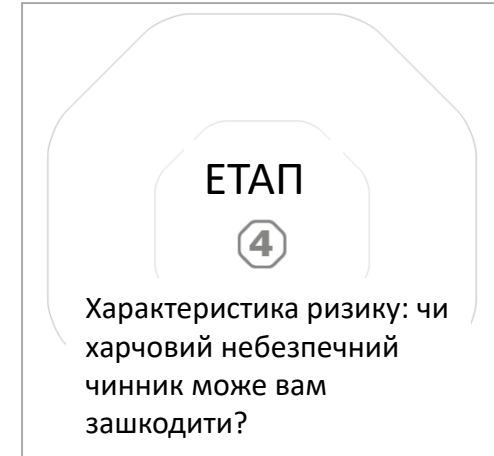 ЕТАП
4
Характеристика ризику: чи
харчовий небезпечний
чинник може вам
зашкодити?